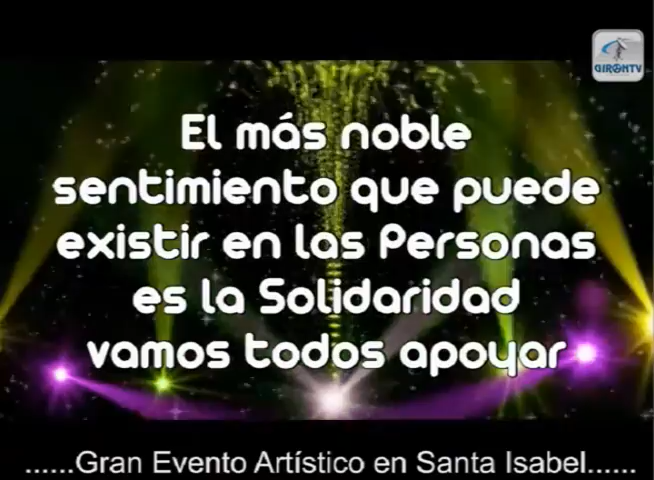 GIRONTV
El más noble
sentimiento que puede
existir en las Personas
es la Solidaridad
vamos todos apoyar
......Gran Evento Artístico en Santa Isabel......